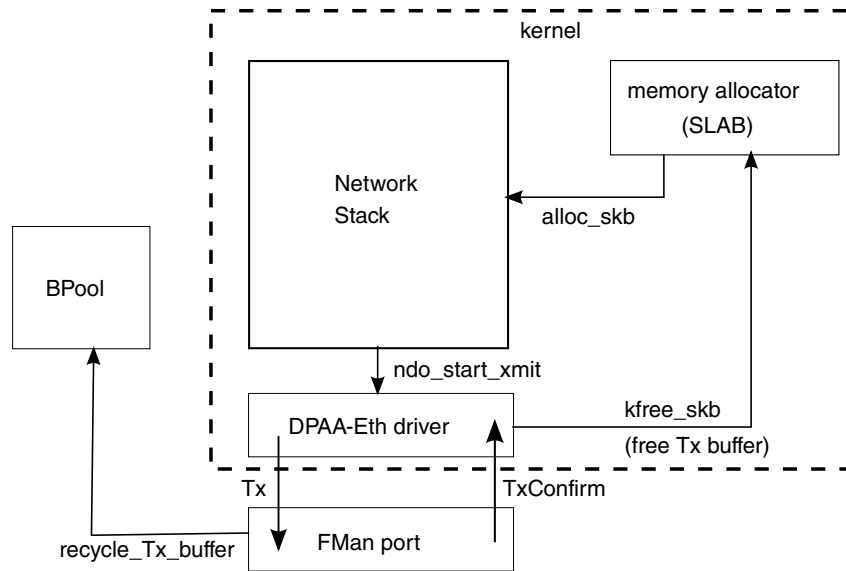 kernel
memory allocator
(SLAB)
Network
Stack
alloc_skb
BPool
ndo_start_xmit
DPAA-Eth driver
kfree_skb
(free Tx buffer)
Tx
TxConfirm
recycle_Tx_buffer
FMan port